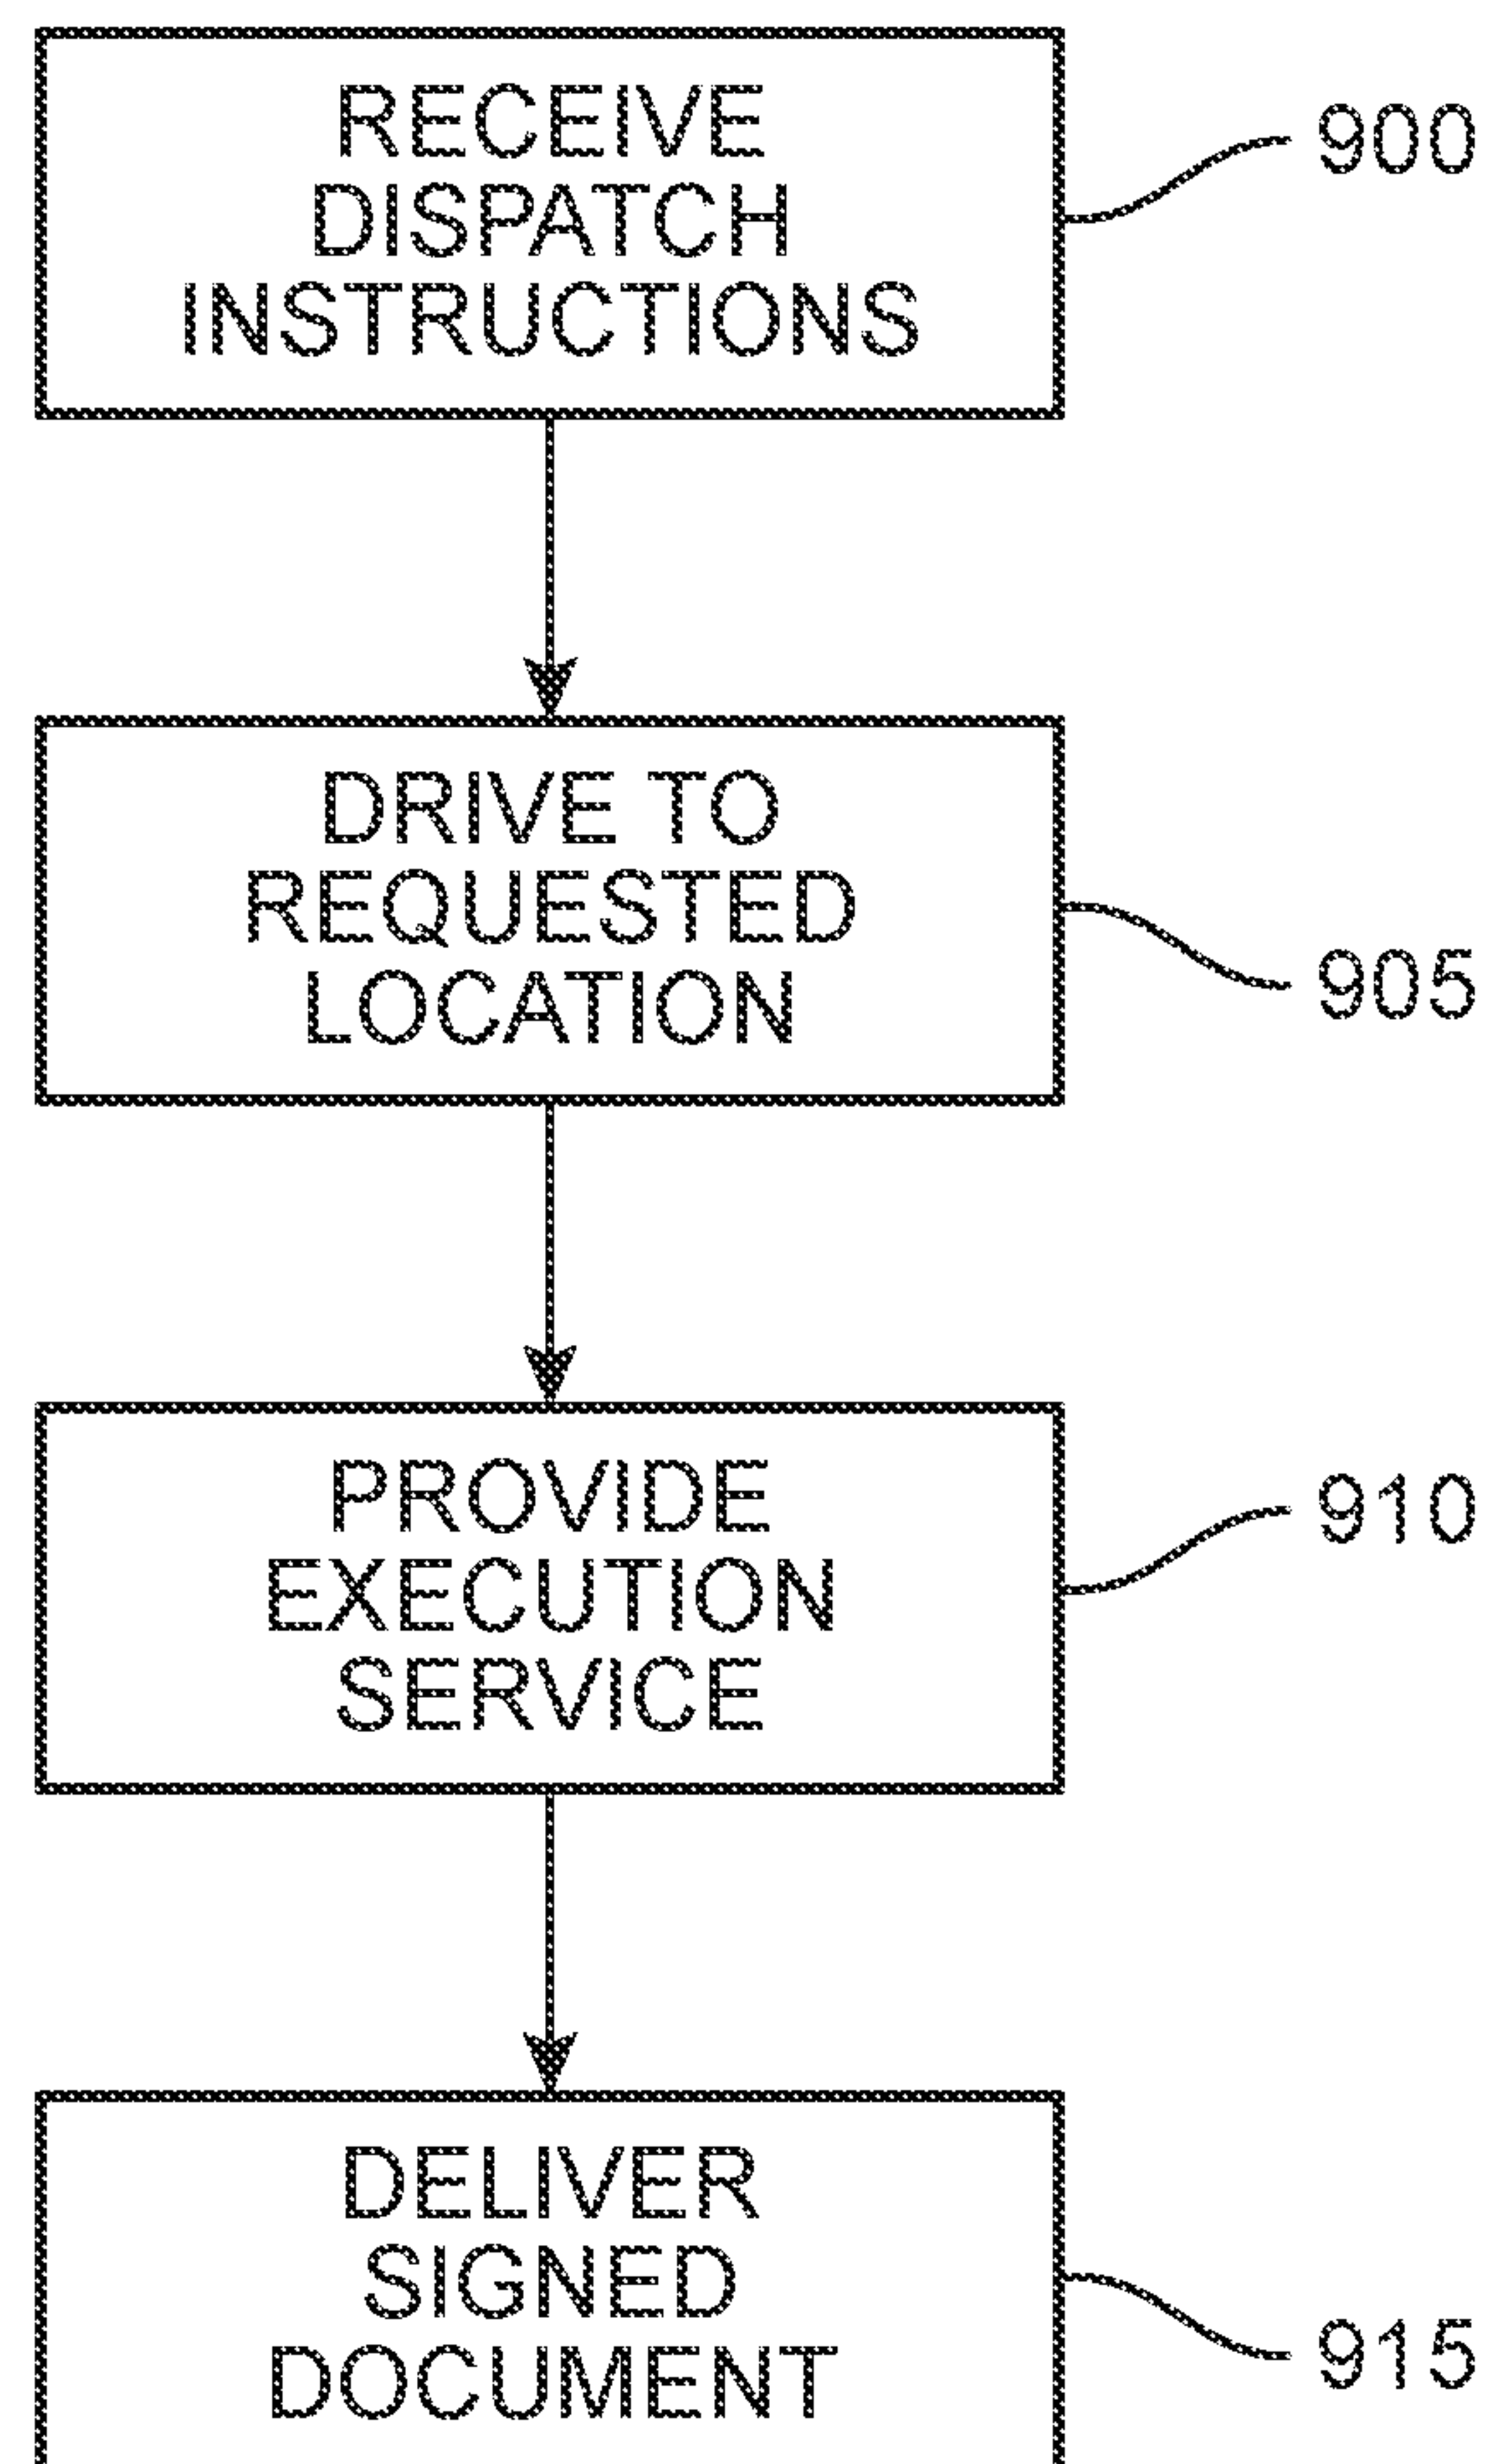 RECEIVE
DISPATCH
INSTRUCTIONS
900
DRIVE TO
REQUESTED
LOCATION
905
PROVIDE
EXECUTION
SERVICE
910
DELIVER
SIGNED
DOCUMENT
915